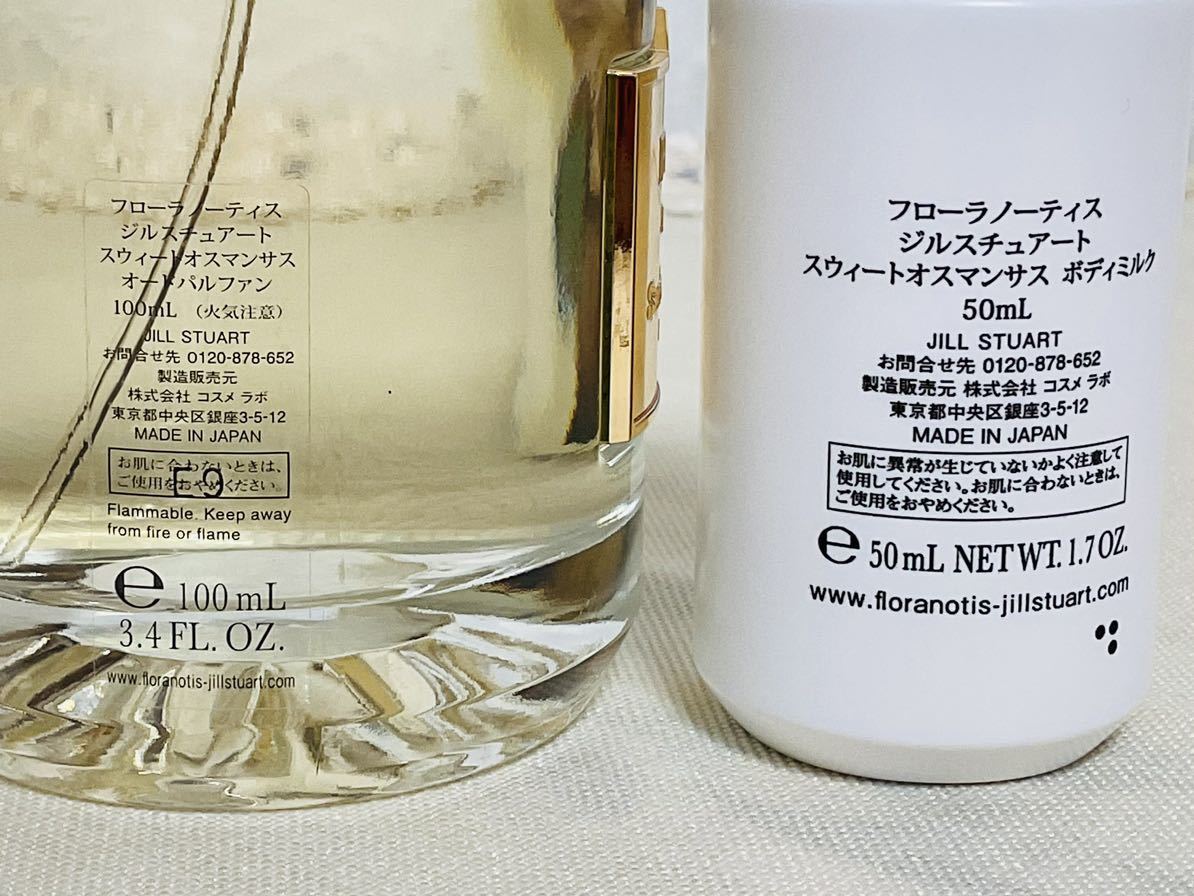 フローラノーティス
ジルスチュアート
スウィートオスマンサス
オードパルファン
100mL （火気注意）
JILL STUART
お問合せ先 0120-878-652
製造販売元
株式会社 コスメ ラボ
東京都中央区銀座3-5-12
MADE IN JAPAN
お肌に合わないときは、
ご使用をおやめください。
E9
Flammable. Keep away
from fire or flame
℮ 100 mL
3.4 FL. OZ.
www.floranotis-jillstuart.com
フローラノーティス
ジルスチュアート
スウィートオスマンサス ボディミルク
50mL
JILL STUART
お問合せ先 0120-878-652
製造販売元 株式会社 コスメ ラボ
東京都中央区銀座3-5-12
MADE IN JAPAN
お肌に異常が生じていないかよく注意して
使用してください。お肌に合わないときは、
ご使用をおやめください。
℮ 50 mL NET WT. 1.7 OZ.
www.floranotis-jillstuart.com